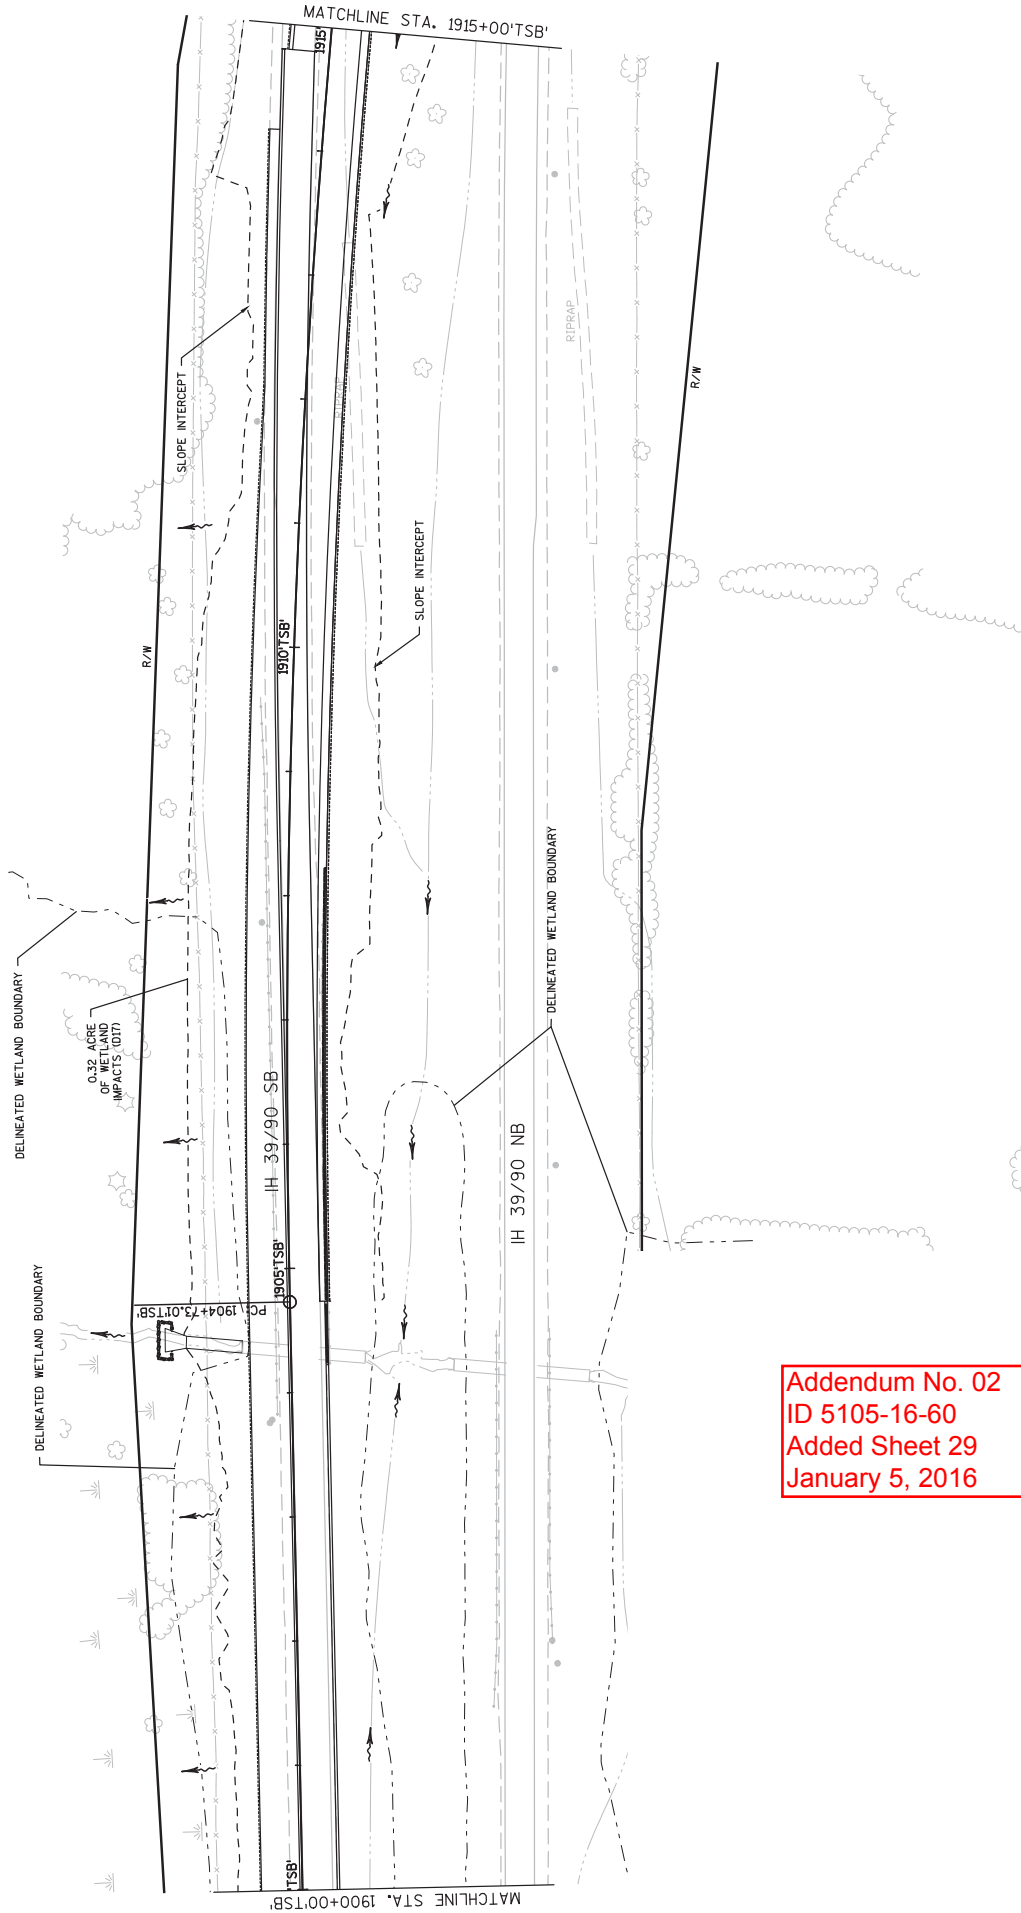 MATCHLINE STA. 1915+00'TSB'
1915'
SLOPE INTERCEPT
RIPRAP
RIPRAP
R/W
SLOPE INTERCEPT
R/W
1910'TSB'
DELINEATED WETLAND BOUNDARY
DELINEATED WETLAND BOUNDARY
0.32 ACRE
OF WETLAND
IMPACTS (D17)
IH 39/90 SB
IH 39/90 NB
1905'TSB'
PC 1904+73.01'TSB'
DELINEATED WETLAND BOUNDARY
Addendum No. 02
ID 5105-16-60
Added Sheet 29
January 5, 2016
'TSB'
MATCHLINE STA. 1900+00'TSB'